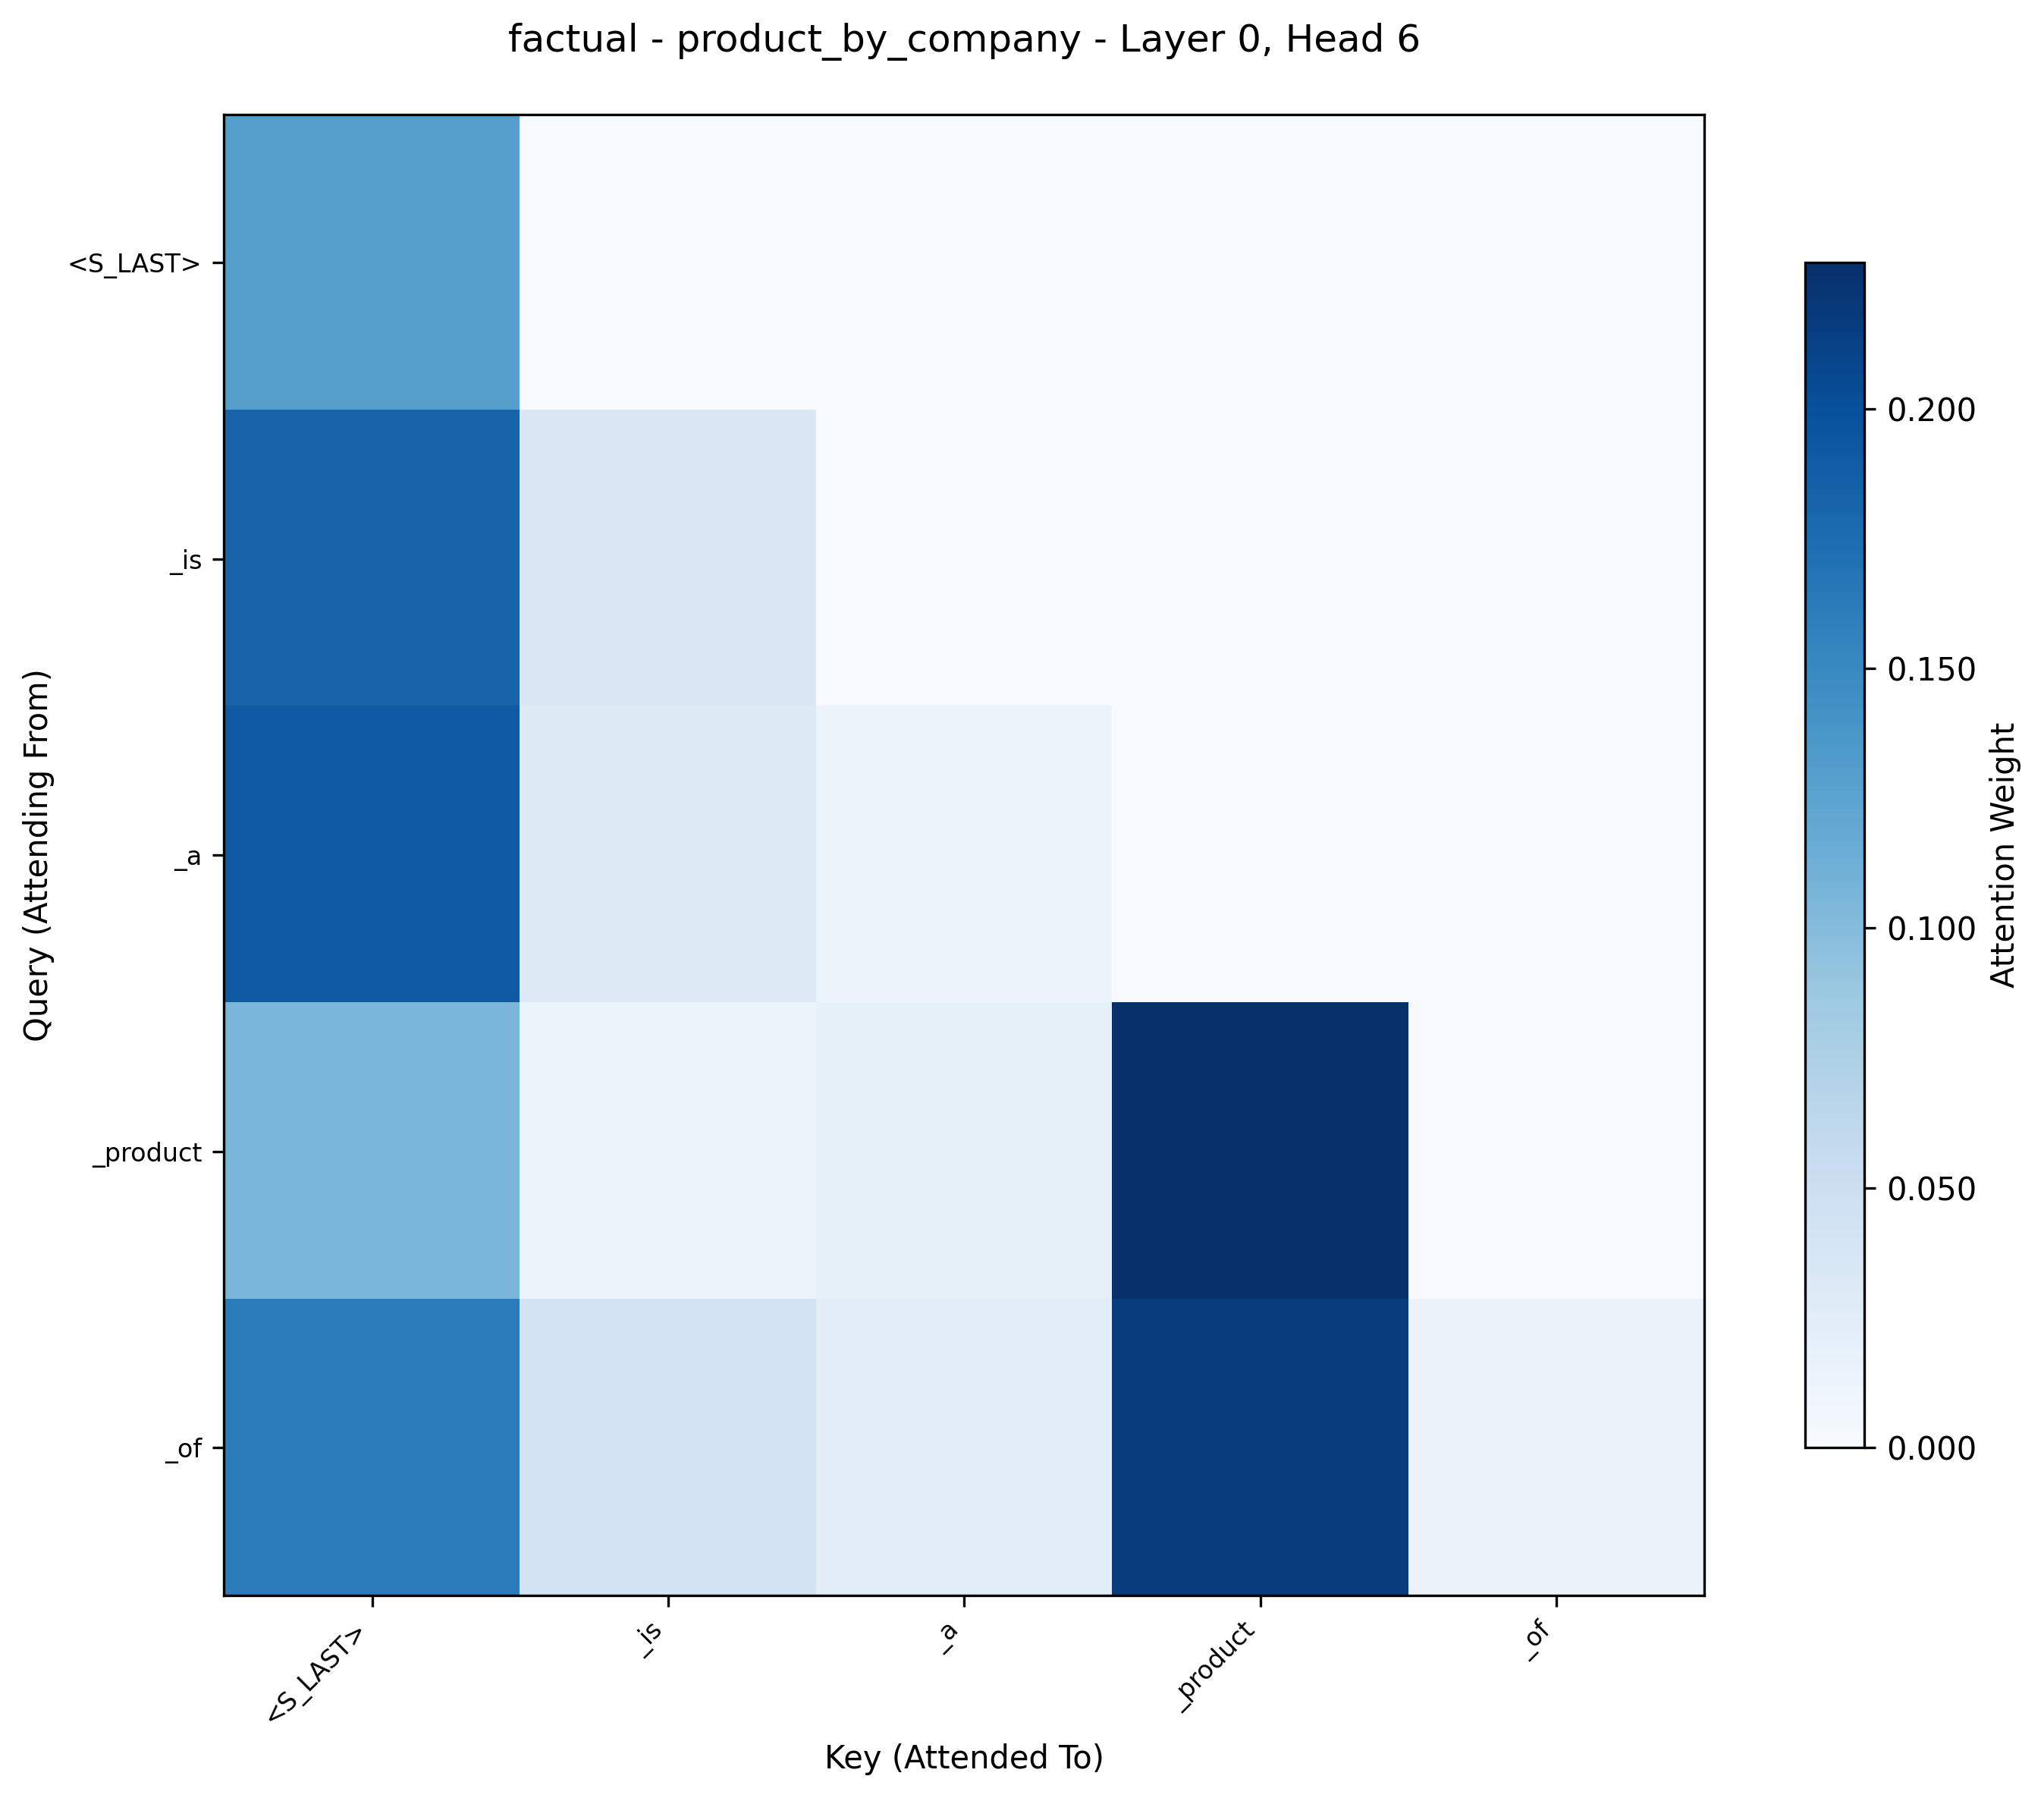 factual - product_by_company - Layer 0, Head 6
Query (Attending From)
<S_LAST>
_is
_a
_product
_of
<S_LAST>
_is
_a
_product
_of
Key (Attended To)
0.200
0.150
0.100
0.050
0.000
Attention Weight